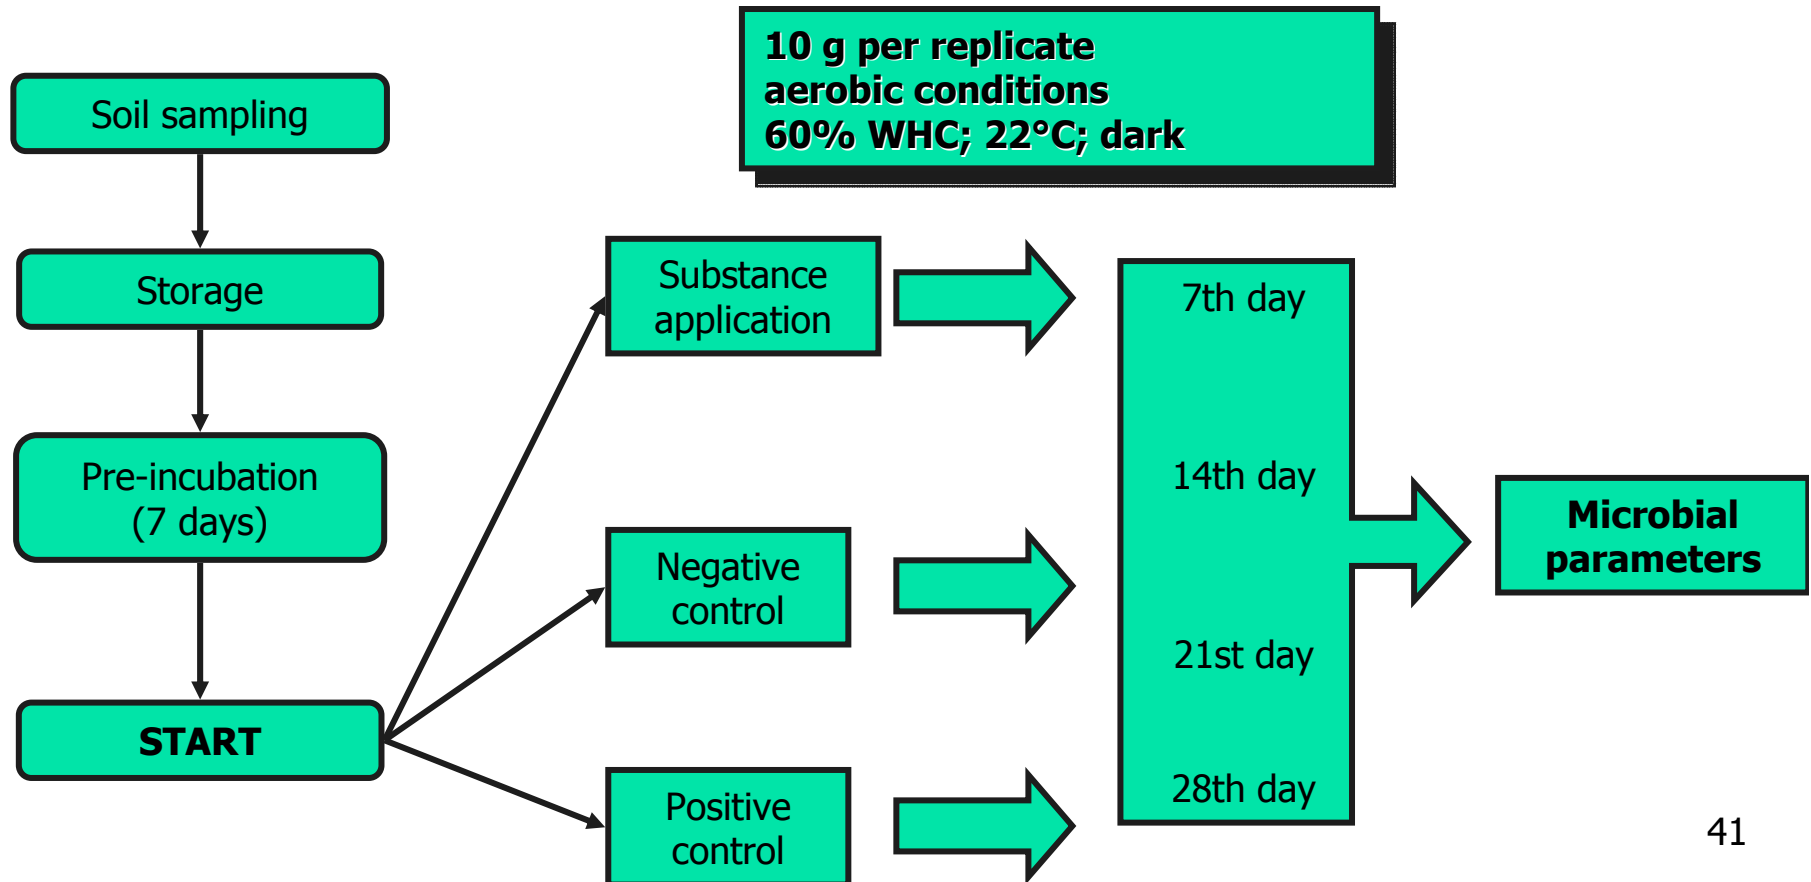 10 g per replicate
aerobic conditions
60% WHC; 22°C; dark
Soil sampling
Storage
Pre-incubation
(7 days)
START
Substance
application
Negative
control
Positive
control
7th day
14th day
21st day
28th day
Microbial
parameters
41